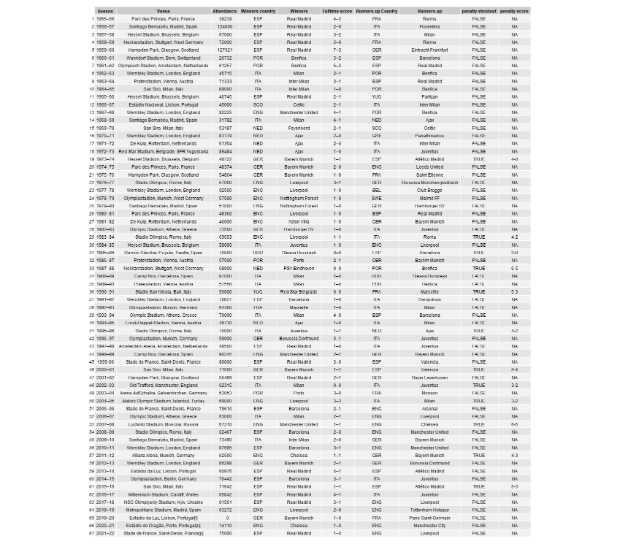 Season Venue Attendance Winners country Winners Fulltime score Runners up Country Runners up penalty shootout penalty score
1 1955–56 Parc des Princes, Paris, France 38239 ESP Real Madrid 4–3 FRA Reims FALSE NA
2 1956–57 Santiago Bernabéu, Madrid, Spain 124000 ESP Real Madrid 2–0 ITA Fiorentina FALSE NA
3 1957–58 Heysel Stadium, Brussels, Belgium 67000 ESP Real Madrid 3–2 ITA Milan FALSE NA
4 1958–59 Neckarstadion, Stuttgart, West Germany 72000 ESP Real Madrid 2–0 FRA Reims FALSE NA
5 1959–60 Hampden Park, Glasgow, Scotland 127621 ESP Real Madrid 7–3 GER Eintracht Frankfurt FALSE NA
6 1960–61 Wankdorf Stadium, Bern, Switzerland 26732 POR Benfica 3–2 ESP Barcelona FALSE NA
7 1961–62 Olympisch Stadion, Amsterdam, Netherlands 61257 POR Benfica 5–3 ESP Real Madrid FALSE NA
8 1962–63 Wembley Stadium, London, England 45715 ITA Milan 2–1 POR Benfica FALSE NA
9 1963–64 Praterstadion, Vienna, Austria 71333 ITA Inter Milan 3–1 ESP Real Madrid FALSE NA
10 1964–65 San Siro, Milan, Italy ITA Inter Milan 1–0 POR Benfica FALSE NA
11 1965–66 Heysel Stadium, Brussels, Belgium 46745 ESP Real Madrid 2–1 YUG Partizan FALSE NA
12 1966–67 Estádio Nacional, Lisbon, Portugal 45000 SCO Celtic 2–1 ITA Inter Milan FALSE NA
13 1967–68 Wembley Stadium, London, England 92225 ENG Manchester United 4–1 POR Benfica FALSE NA
14 1968–69 Santiago Bernabéu, Madrid, Spain 31782 ITA Milan 4–1 NED Ajax FALSE NA
15 1969–70 San Siro, Milan, Italy 53187 NED Feyenoord 2–1 SCO Celtic FALSE NA
16 1970–71 Wembley Stadium, London, England NED Ajax 2–0 GRE Panathinaikos FALSE NA
17 1971–72 De Kuip, Rotterdam, Netherlands 61354 NED Ajax 2–0 ITA Inter Milan FALSE NA
18 1972–73 Red Star Stadium, Belgrade, SFR Yugoslavia 89484 NED Ajax 1–0 ITA Juventus FALSE NA
19 1973–74 Heysel Stadium, Brussels, Belgium 48722 GER Bayern Munich 1–1 ESP Atlético Madrid TRUE 4–0
20 1974–75 Parc des Princes, Paris, France 48374 GER Bayern Munich 2–0 ENG Leeds United FALSE NA
21 1975–76 Hampden Park, Glasgow, Scotland 54864 GER Bayern Munich 1–0 FRA Saint Étienne FALSE NA
22 1976–77 Stadio Olimpico, Rome, Italy ENG Liverpool 3–1 GER Borussia Mönchengladbach FALSE NA
23 1977–78 Wembley Stadium, London, England 92000 ENG Liverpool 1–0 BEL Club Brugge FALSE NA
24 1978–79 Olympiastadion, Munich, West Germany 57000 ENG Nottingham Forest 1–0 SWE Malmö FF FALSE NA
25 1979–80 Santiago Bernabéu, Madrid, Spain ENG Nottingham Forest 1–0 GER Hamburger SV FALSE NA
26 1980–81 Parc des Princes, Paris, France 48360 ENG Liverpool 1–0 ESP Real Madrid FALSE NA
27 1981–82 De Kuip, Rotterdam, Netherlands 46000 ENG Aston Villa 1–0 GER Bayern Munich FALSE NA
28 1982–83 Olympic Stadium, Athens, Greece GER Hamburger SV 1–0 ITA Juventus FALSE NA
29 1983–84 Stadio Olimpico, Rome, Italy 69693 ENG Liverpool 1–1 ITA Roma TRUE 4–2
30 1984–85 Heysel Stadium, Brussels, Belgium 58000 ITA Juventus 1–0 ENG Liverpool FALSE NA
31 1985–86 Seville, Spain ESP Barcelona TRUE
32 1986–87 Praterstadion, Vienna, Austria 57000 POR Porto 2–1 GER Bayern Munich FALSE NA
33 1987–88 Neckarstadion, Stuttgart, West Germany 68000 NED PSV Eindhoven 0–0 POR Benfica TRUE 6–5
34 1988–89 Camp Nou, Barcelona, Spain ITA Milan FALSE NA
35 1989–90 Praterstadion, Vienna, Austria ITA Milan 1–0 POR Benfica FALSE NA
36 1990–91 Stadio San Nicola, Bari, Italy YUG Red Star Belgrade 0–0 FRA Marseille TRUE 5–3
37 1991–92 Wembley Stadium, London, England ESP Barcelona 1–0 ITA Sampdoria FALSE NA
38 1992–93 Olympiastadion, Munich, Germany Marseille 1–0 ITA Milan FALSE NA
39 1993–94 Olympic Stadium, Athens, Greece 70000 ITA Milan 4–0 ESP Barcelona FALSE NA
40 1994–95 Ernst-Happel-Stadion, Vienna, Austria 49730 NED Ajax 1–0 ITA Milan FALSE NA
41 1995–96 Stadio Olimpico, Rome, Italy ITA Juventus 1–1 NED Ajax TRUE 4–2
42 1996–97 Olympiastadion, Munich, Germany 59000 GER Borussia Dortmund 3–1 ITA Juventus FALSE NA
43 1997–98 Amsterdam Arena, Amsterdam, Netherlands 48500 ESP Real Madrid 1–0 ITA Juventus FALSE NA
44 1998–99 Camp Nou, Barcelona, Spain 90245 ENG Manchester United 2–1 GER Bayern Munich FALSE NA
45 1999–00 Stade de France, Saint-Denis, France ESP Real Madrid 3–0 ESP Valencia FALSE NA
46 2000–01 San Siro, Milan, Italy GER Bayern Munich 1–1 ESP Valencia TRUE 5–4
47 2001–02 Hampden Park, Glasgow, Scotland ESP Real Madrid 2–1 GER Bayer Leverkusen FALSE NA
48 2002–03 Old Trafford, Manchester, England 62315 ITA Milan 0–0 ITA Juventus TRUE 3–2
49 2003–04 Arena AufSchalke, Gelsenkirchen, Germany 53053 POR Porto 3–0 FRA Monaco FALSE NA
50 2004–05 Atatürk Olympic Stadium, Istanbul, Turkey ENG Liverpool 3–3 ITA Milan TRUE 3–2
51 2005–06 Stade de France, Saint-Denis, France 79610 ESP Barcelona 2–1 ENG Arsenal FALSE NA
52 2006–07 Olympic Stadium, Athens, Greece 63000 ITA Milan 2–1 ENG Liverpool FALSE NA
53 2007–08 Luzhniki Stadium, Moscow, Russia 67310 ENG Manchester United 1–1 ENG Chelsea TRUE 6–5
54 2008–09 Stadio Olimpico, Rome, Italy 62467 ESP Barcelona 2–0 ENG Manchester United FALSE NA
55 2009–10 Santiago Bernabéu, Madrid, Spain 73490 ITA Inter Milan 2–0 GER Bayern Munich FALSE NA
56 2010–11 Wembley Stadium, London, England 87695 ESP Barcelona 3–1 ENG Manchester United FALSE NA
57 2011–12 Allianz Arena, Munich, Germany 62500 ENG Chelsea 1–1 GER Bayern Munich TRUE 4–3
58 2012–13 Wembley Stadium, London, England 86298 GER Bayern Munich 2–1 GER Borussia Dortmund FALSE NA
59 2013–14 Estádio da Luz, Lisbon, Portugal 60976 ESP Real Madrid 4–1 ESP Atlético Madrid FALSE NA
60 2014–15 Olympiastadion, Berlin, Germany 70442 ESP Barcelona 3–1 ITA Juventus FALSE NA
61 2015–16 San Siro, Milan, Italy 71942 ESP Real Madrid 1–1 ESP Atlético Madrid TRUE 5–3
62 2016–17 Millennium Stadium, Cardiff, Wales 65842 ESP Real Madrid 4–1 ITA Juventus FALSE NA
63 2017–18 NSC Olimpiyskiy Stadium, Kyiv, Ukraine 61561 ESP Real Madrid 3–1 ENG Liverpool FALSE NA
64 2018–19 Metropolitano Stadium, Madrid, Spain 63272 ENG Liverpool 2–0 ENG Tottenham Hotspur FALSE NA
65 2019–20 Estádio da Luz, Lisbon, Portugal 0 GER Bayern Munich 1–0 FRA Paris Saint-Germain FALSE NA
66 2020–21 Estádio do Dragão, Porto, Portugal 14110 ENG Chelsea 1–0 ENG Manchester City FALSE NA
67 2021–22 Stade de France, Saint-Denis, France 75000 ESP Real Madrid 1–0 ENG Liverpool FALSE NA